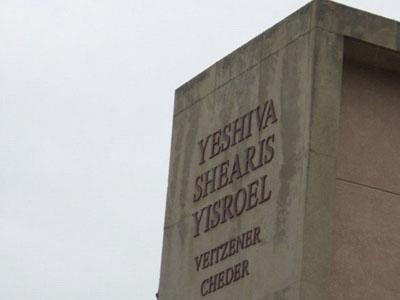 YESHIVA
SHEARIS
YISROEL
VEITZENER
CHEDER